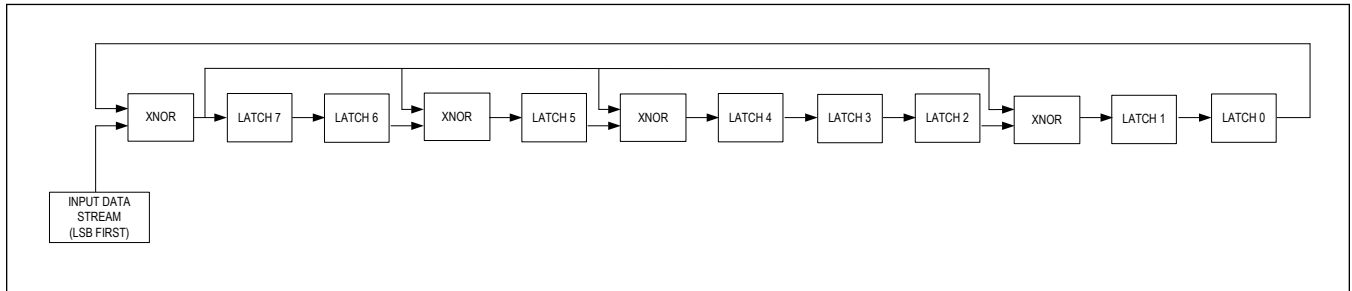 XNOR
LATCH 7
LATCH 6
XNOR
LATCH 5
XNOR
LATCH 4
LATCH 3
LATCH 2
XNOR
LATCH 1
LATCH 0
INPUT DATA
STREAM
(LSB FIRST)